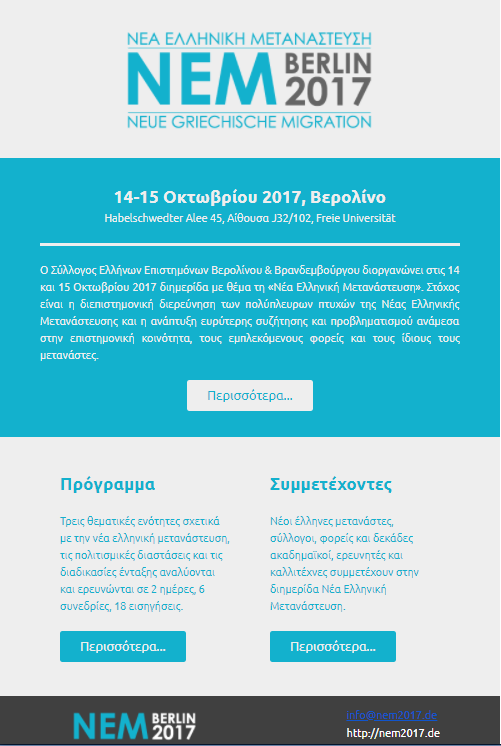 ΝΕΑ ΕΛΛΗΝΙΚΗ ΜΕΤΑΝΑΣΤΕΥΣΗ
NEM BERLIN 2017
NEUE GRIECHISCHE MIGRATION
14-15 Οκτωβρίου 2017, Βερολίνο
Habelschwedter Alee 45, Αίθουσα J32/102, Freie Universität
Ο Σύλλογος Ελλήνων Επιστημόνων Βερολίνου & Βρανδεμβούργου διοργανώνει στις 14
και 15 Οκτωβρίου 2017 διημερίδα με θέμα τη «Νέα Ελληνική Μετανάστευση». Στόχος
είναι η διεπιστημονική διερεύνηση των πολύπλευρων πτυχών της Νέας Ελληνικής
Μετανάστευσης και η ανάπτυξη ευρύτερης συζήτησης και προβληματισμού ανάμεσα
στην επιστημονική κοινότητα, τους εμπλεκόμενους φορείς και τους ίδιους τους
μετανάστες.
Περισσότερα...
Πρόγραμμα
Τρεις θεματικές ενότητες σχετικά
με την νέα ελληνική μετανάστευση,
τις πολιτισμικές διαστάσεις και τις
διαδικασίες ένταξης αναλύονται
και ερευνώνται σε 2 ημέρες, 6
συνεδρίες, 18 εισηγήσεις.
Περισσότερα...
Συμμετέχοντες
Νέοι έλληνες μετανάστες,
σύλλογοι, φορείς και δεκάδες
ακαδημαϊκοί, ερευνητές και
καλλιτέχνες συμμετέχουν στην
διημερίδα Νέα Ελληνική
Μετανάστευση.
Περισσότερα...
NEM BERLIN 2017
info@nem2017.de
http://nem2017.de